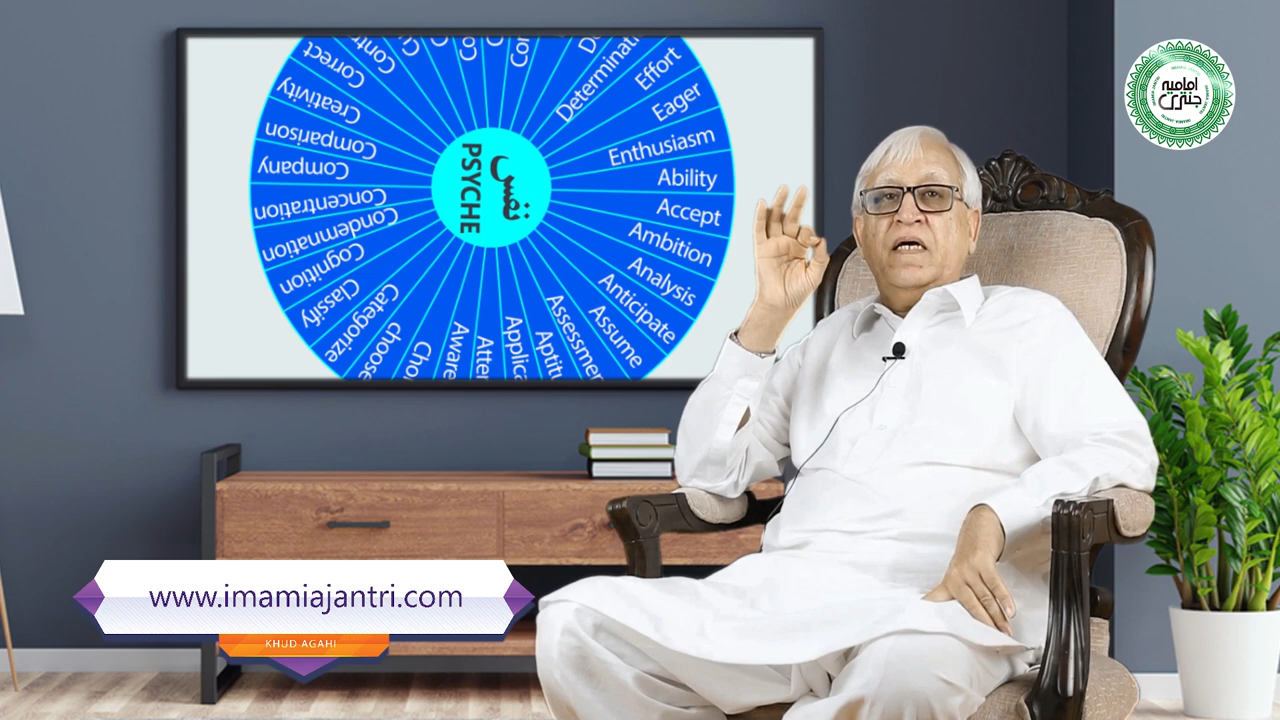 Correct
Creativity
Comparison
Company
Concentration
Condemnation
Cognition
Classify
Categorize
choose
Assume
Anticipate
Analysis
Ambition
Accept
Ability
Enthusiasm
Eager
Effort
نفس
PSYCHE
امامیہ
جنتری
www.imamiajantri.com
KHUD AGAHI